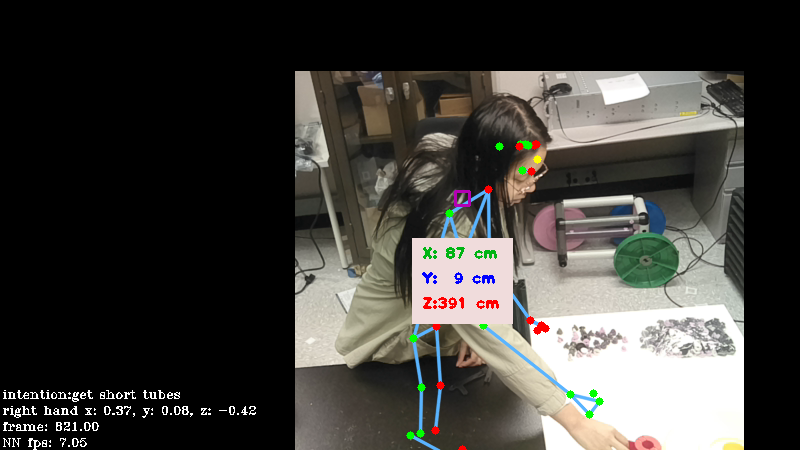 X: 87 cm
Y: 9 cm
Z:391 cm
intention:get short tubes
right hand x: 0.37, y: 0.08, z: -0.42
frame: 821.00
NN fps: 7.05